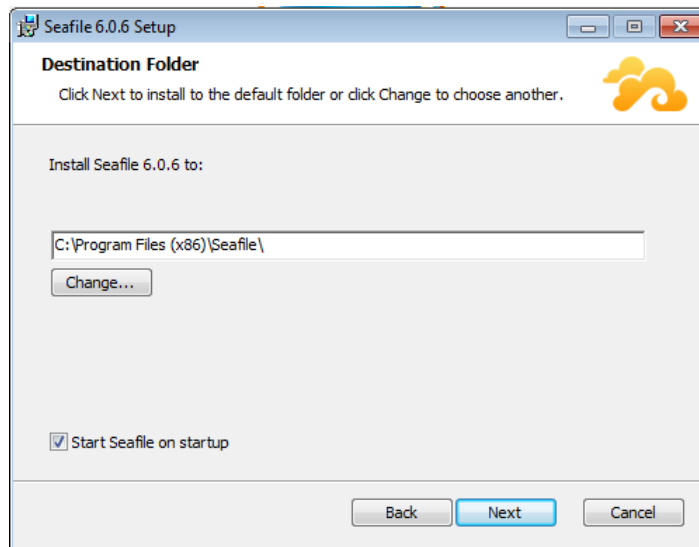 Seafile 6.0.6 Setup
Destination Folder
Click Next to install to the default folder or click Change to choose another.
Install Seafile 6.0.6 to:
C:\Program Files (x86)\Seafile\
Change...
Start Seafile on startup
Back Next Cancel